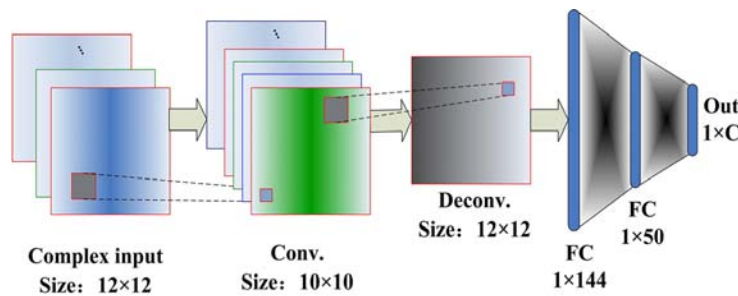 Complex input
Size：12×12
Conv.
Size：10×10
Deconv.
Size：12×12
FC
1×144
FC
1×50
Out
1×C